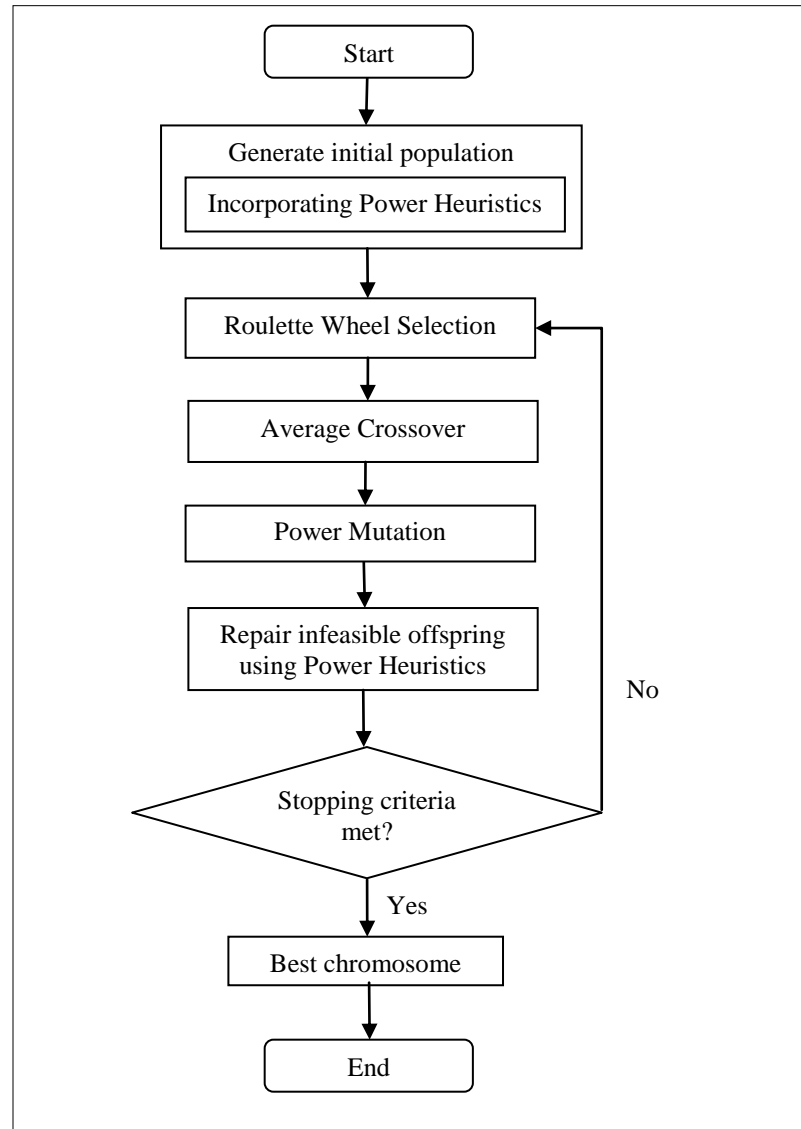 Start
Generate initial population
Incorporating Power Heuristics
Roulette Wheel Selection
Average Crossover
Power Mutation
Repair infeasible offspring
using Power Heuristics
No
Stopping criteria
met?
Yes
Best chromosome
End